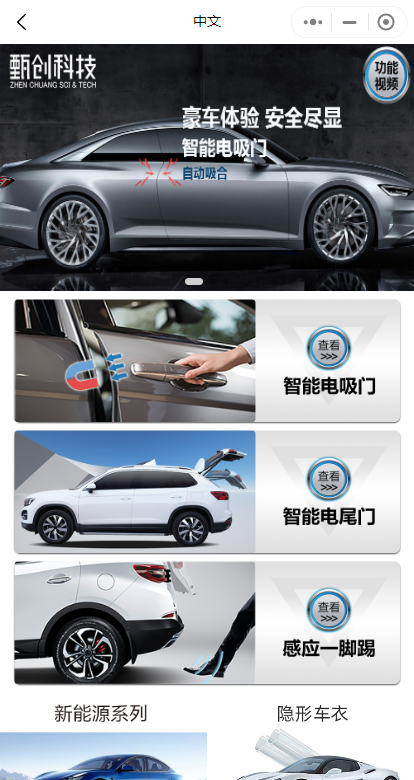 中文
甄创科技
ZHEN CHUANG SCI & TECH
功能
视频
豪车体验 安全尽显
智能电吸门
自动吸合
查看
>>>
智能电吸门
查看
>>>
智能电尾门
查看
>>>
感应一脚踢
新能源系列
隐形车衣